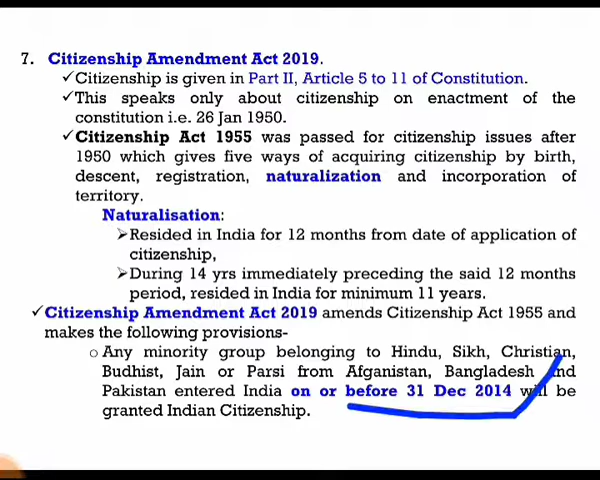 7. Citizenship Amendment Act 2019.
✓Citizenship is given in Part II, Article 5 to 11 of Constitution.
✓This speaks only about citizenship on enactment of the
constitution i.e. 26 Jan 1950.
✓Citizenship Act 1955 was passed for citizenship issues after
1950 which gives five ways of acquiring citizenship by birth,
descent, registration, naturalization and incorporation of
territory.
Naturalisation:
➢Resided in India for 12 months from date of application of
citizenship,
➢During 14 yrs immediately preceding the said 12 months
period, resided in India for minimum 11 years.
✓Citizenship Amendment Act 2019 amends Citizenship Act 1955 and
makes the following provisions-
o Any minority group belonging to Hindu, Sikh, Christian,
Budhist, Jain or Parsi from Afganistan, Bangladesh and
Pakistan entered India on or before 31 Dec 2014 will be
granted Indian Citizenship.